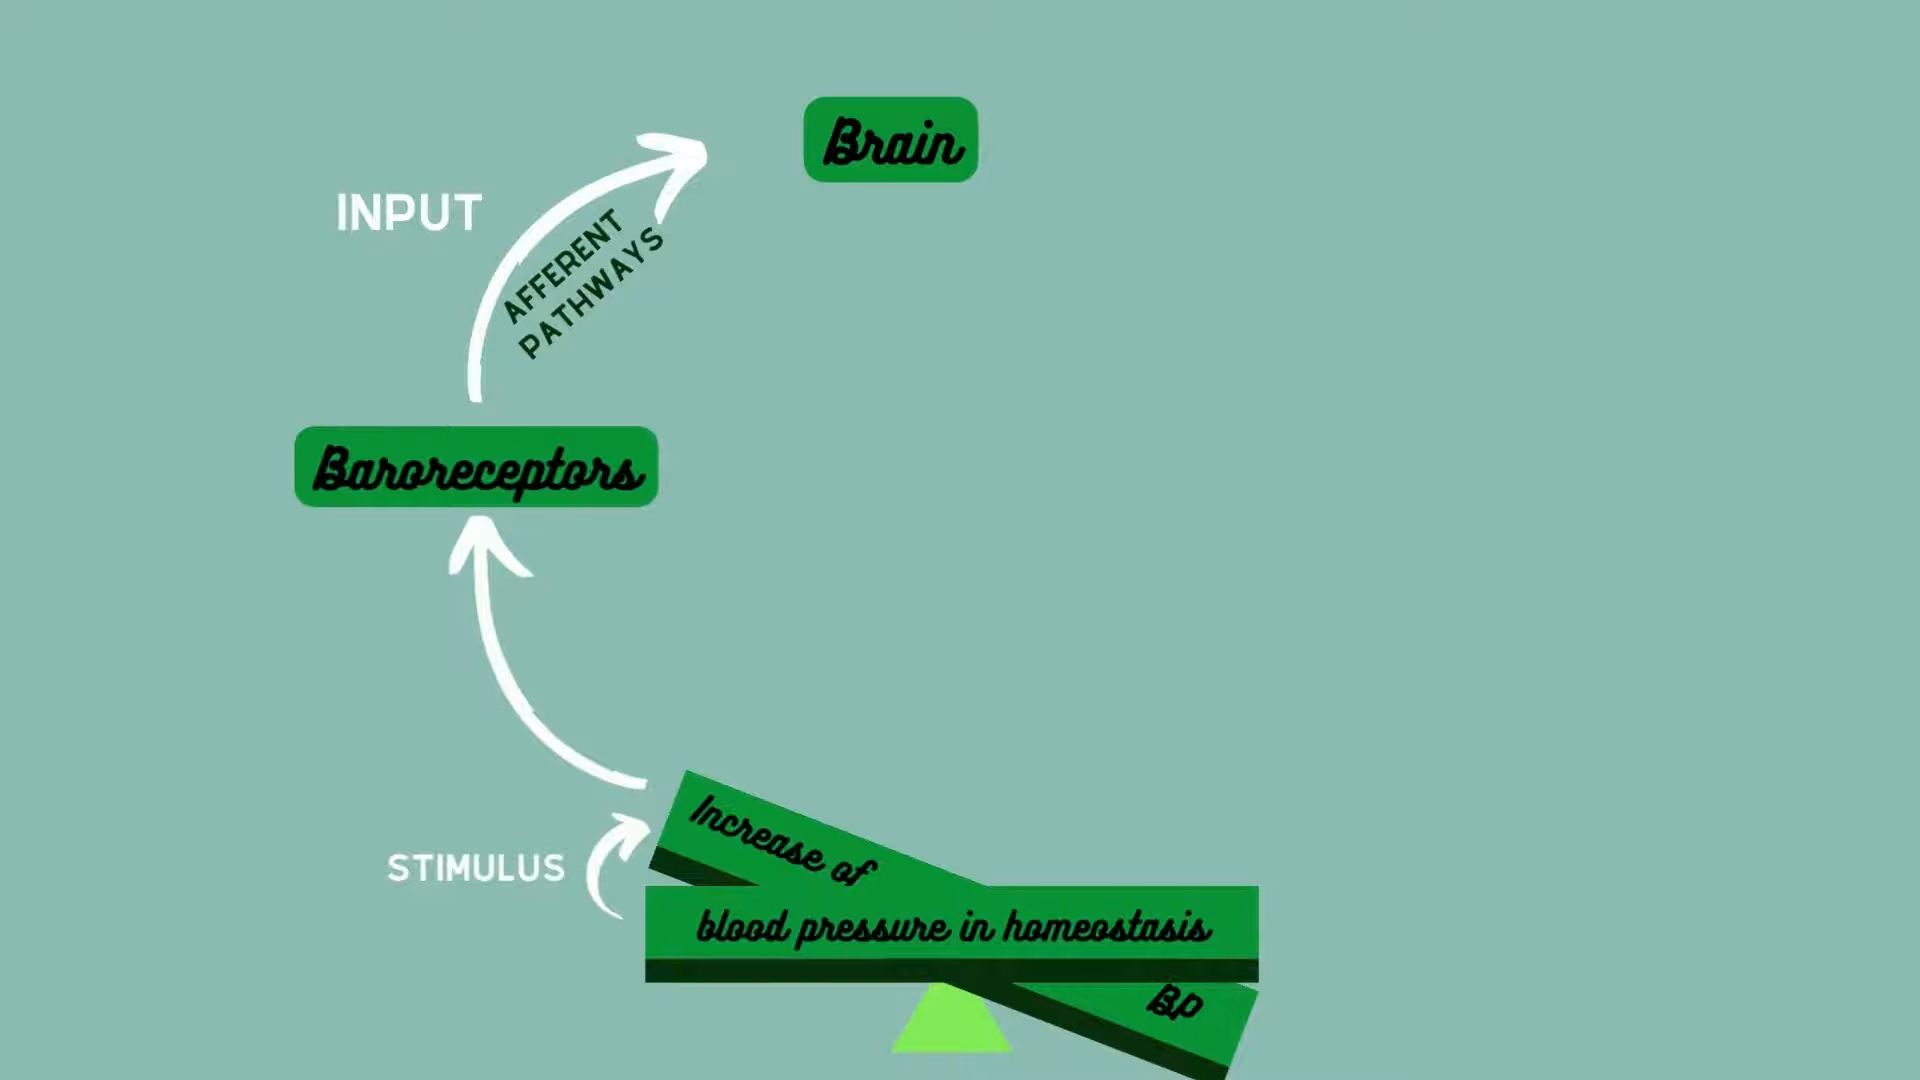 Brain
INPUT
AFFERENT
PATHWAYS
Baroreceptors
STIMULUS
Increase of
blood pressure in homeostasis
BP